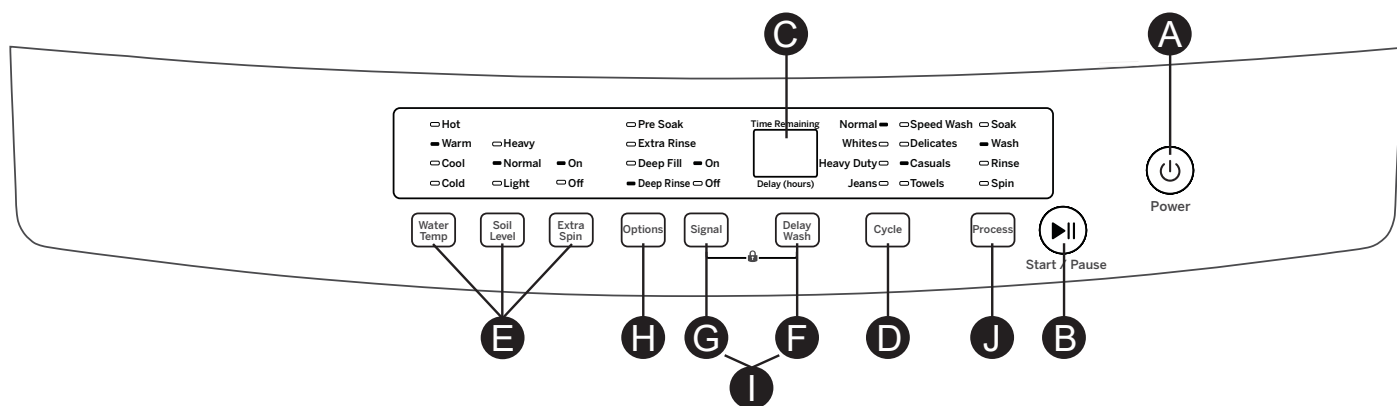 C
A
Hot Pre Soak Time Remaining Normal Speed Wash Soak
Warm Heavy Extra Rinse Whites Delicates Wash
Cool Normal On Deep Fill On Heavy Duty Casuals Rinse
Cold Light Off Deep Rinse Off Delay (hours) Jeans Towels Spin
Power
Water Temp Soil Level Extra Spin Options Signal Delay Wash Cycle Process
Start / Pause
E H G F D J B
I